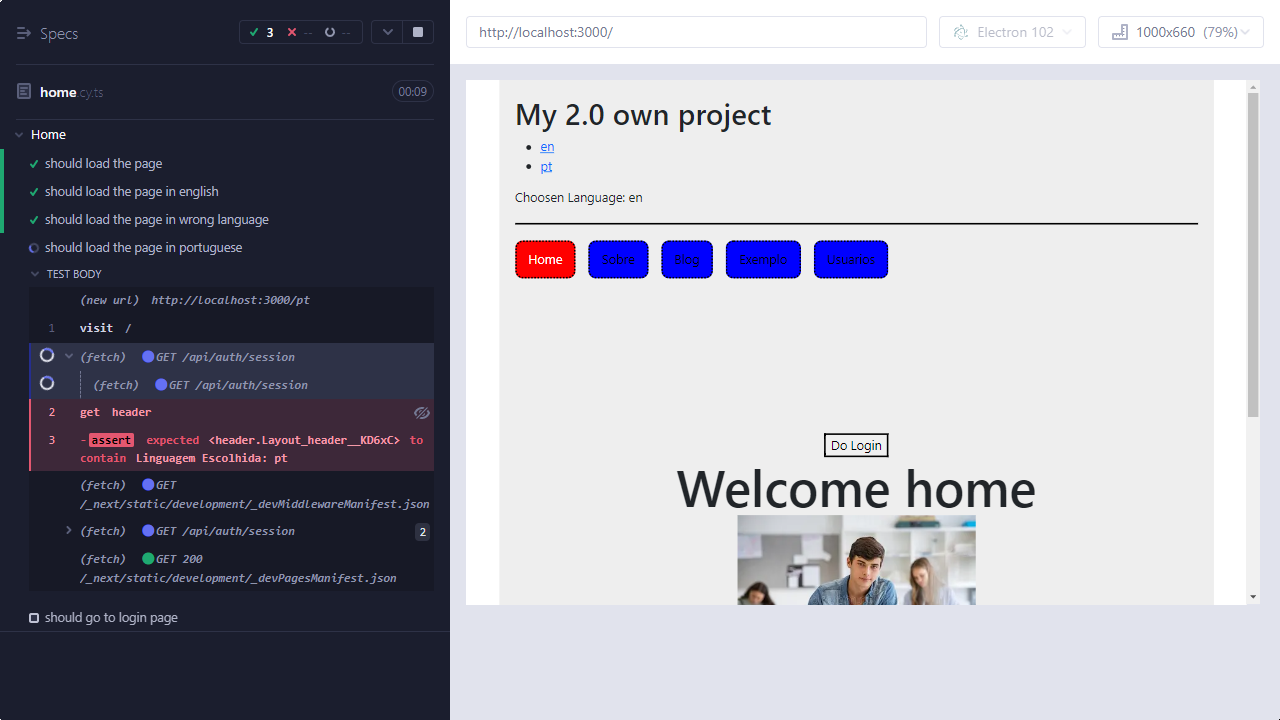 Specs
3 -- --
home.cy.ts
00:09
Home
should load the page
should load the page in english
should load the page in wrong language
should load the page in portuguese
TEST BODY
(new url) http://localhost:3000/pt
1 visit /
(fetch) GET /api/auth/session
(fetch) GET /api/auth/session
2 get header
3 -assert expected <header.Layout_header__KD6xC> to
contain Linguagem Escolhida: pt
(fetch) GET
/_next/static/development/_devMiddlewareManifest.json
(fetch) GET /api/auth/session 2
(fetch) GET 200
/_next/static/development/_devPagesManifest.json
should go to login page
http://localhost:3000/
Electron 102
1000x660 (79%)
My 2.0 own project
en
pt
Choosen Language: en
Home Sobre Blog Exemplo Usuarios
Do Login
Welcome home